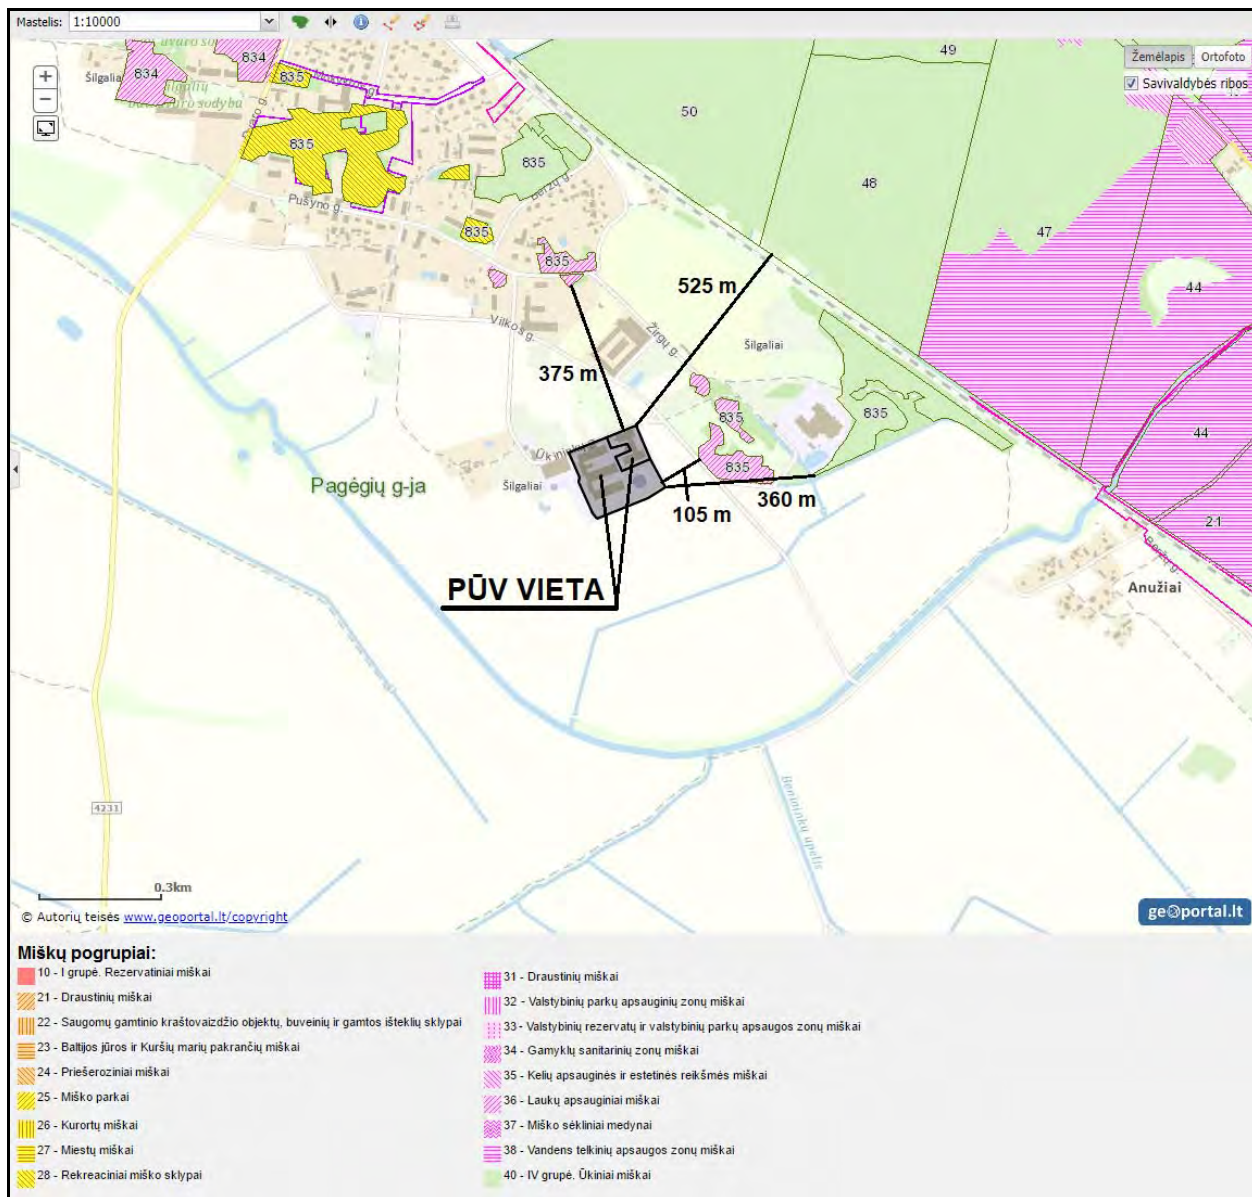 Mastelis: 1:10000
Žemėlapis Ortofoto
Savivaldybės ribos
49
834
834
Šilgaliai
835
50
835
835
48
Pušyno g.
Beržų g.
835
47
835
44
525 m
Vilkos g.
Žirgų g.
Šilgaliai
375 m
835
835
44
Ūkininkų g.
835
Pagėgių g-ja
Šilgaliai
360 m
105 m
21
Beržų g.
PŪV VIETA
Anužiai
4231
0.3km
© Autorių teisės www.geoportal.lt/copyright
geoportal.lt
Miškų pogrupiai:
10 - I grupė. Rezervatiniai miškai
21 - Draustinių miškai
22 - Saugomų gamtinio kraštovaizdžio objektų, buveinių ir gamtos išteklių sklypai
23 - Baltijos jūros ir Kuršių marių pakrančių miškai
24 - Priešeroziniai miškai
25 - Miško parkai
26 - Kurortų miškai
27 - Miestų miškai
28 - Rekreaciniai miško sklypai
31 - Draustinių miškai
32 - Valstybinių parkų apsauginių zonų miškai
33 - Valstybinių rezervatų ir valstybinių parkų apsaugos zonų miškai
34 - Gamyklų sanitarinių zonų miškai
35 - Kelių apsauginės ir estetinės reikšmės miškai
36 - Laukų apsauginiai miškai
37 - Miško sėkliniai medynai
38 - Vandens telkinių apsaugos zonų miškai
40 - IV grupė. Ūkiniai miškai